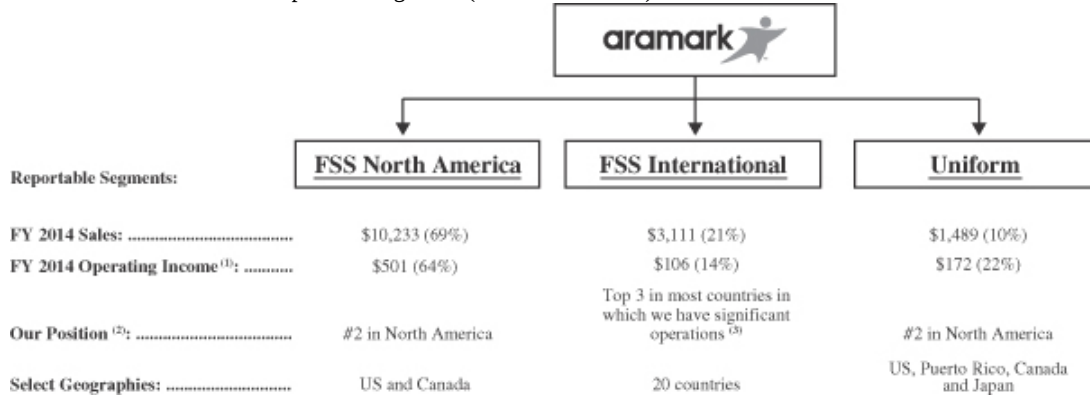 aramark
FSS North America FSS International Uniform
Reportable Segments:
FY 2014 Sales: ........................................ $10,233 (69%) $3,111 (21%) $1,489 (10%)
FY 2014 Operating Income (1): ............ $501 (64%) $106 (14%) $172 (22%)
Top 3 in most countries in
which we have significant
Our Position (2): ...................................... #2 in North America operations (3) #2 in North America
US, Puerto Rico, Canada
Select Geographies: .............................. US and Canada 20 countries and Japan